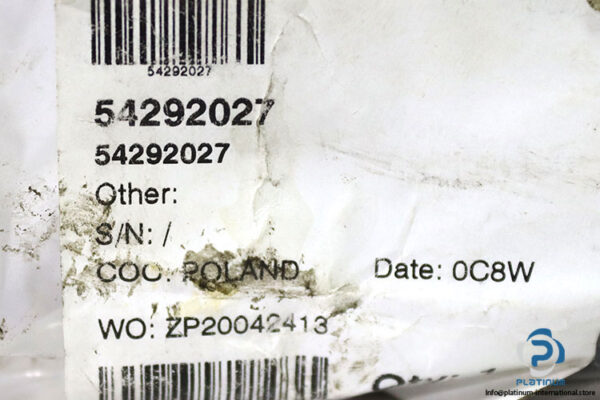 54292027
54292027
54292027
Other:
S/N: /
COO: POLAND Date: 0C8W
WO: ZP20042413
PLATINUM
Info@platinum-international.store